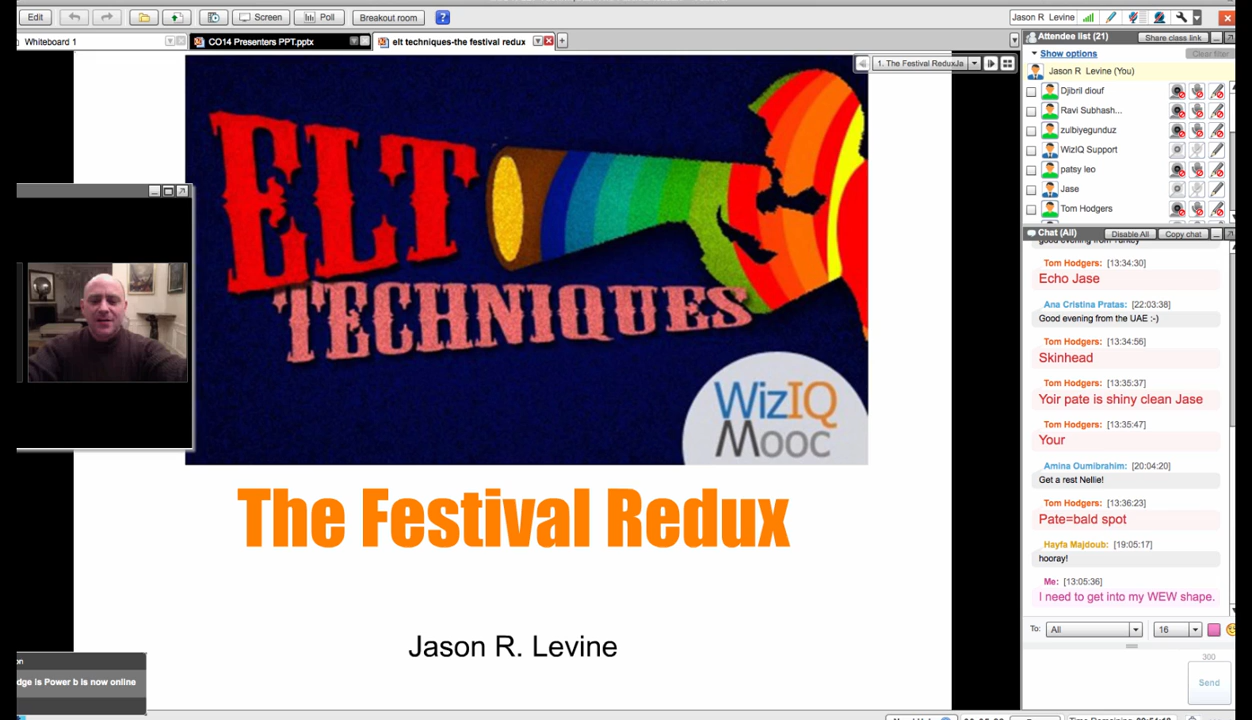 Edit
Screen
Poll
Breakout room
?
Jason R Levine
Whiteboard 1
CO14 Presenters PPT.pptx
elt techniques-the festival redux
1. The Festival ReduxJa
ELT
TECHNIQUES
WizIQ
Mooc
The Festival Redux
Jason R. Levine
dge is Power b is now online
Attendee list (21)
Share class link
Show options
Clear filter
Jason R Levine (You)
Djibril diouf
Ravi Subhash...
zulbiyegunduz
WizIQ Support
patsy leo
Jase
Tom Hodgers
Chat (All)
Disable All
Copy chat
good evening from Turkey
Tom Hodgers: [13:34:30]
Echo Jase
Ana Cristina Pratas: [22:03:38]
Good evening from the UAE :-)
Tom Hodgers: [13:34:56]
Skinhead
Tom Hodgers: [13:35:37]
Yoir pate is shiny clean Jase
Tom Hodgers: [13:35:47]
Your
Amina Oumibrahim: [20:04:20]
Get a rest Nellie!
Tom Hodgers: [13:36:23]
Pate=bald spot
Hayfa Majdoub: [19:05:17]
hooray!
Me: [13:05:36]
I need to get into my WEW shape.
To:
All
16
300
Send